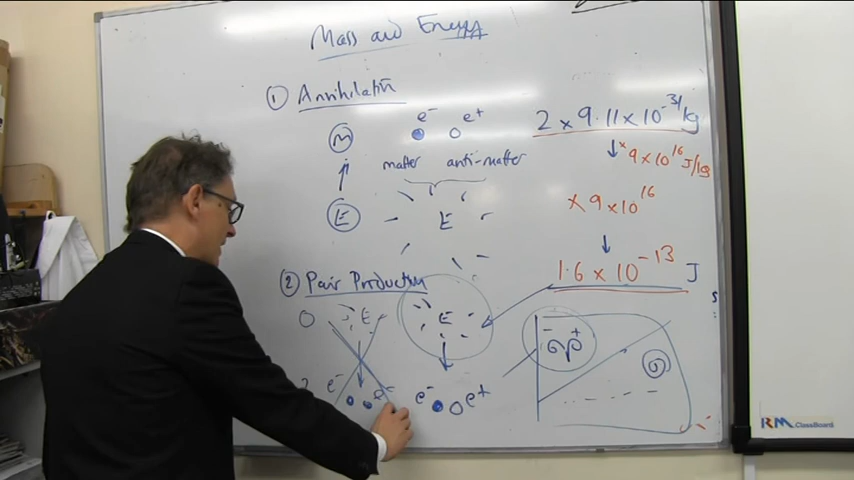 Mass and Energy
① Annihilation
M
e⁻ e⁺
2 × 9.11 × 10⁻³¹ kg
matter anti-matter
↓ × 9 × 10¹⁶ J/kg
E
E
× 9 × 10¹⁶
② Pair Production
1.6 × 10⁻¹³ J
O
E
E
e⁻
e⁻
e⁻ e⁺
RM ClassBoard